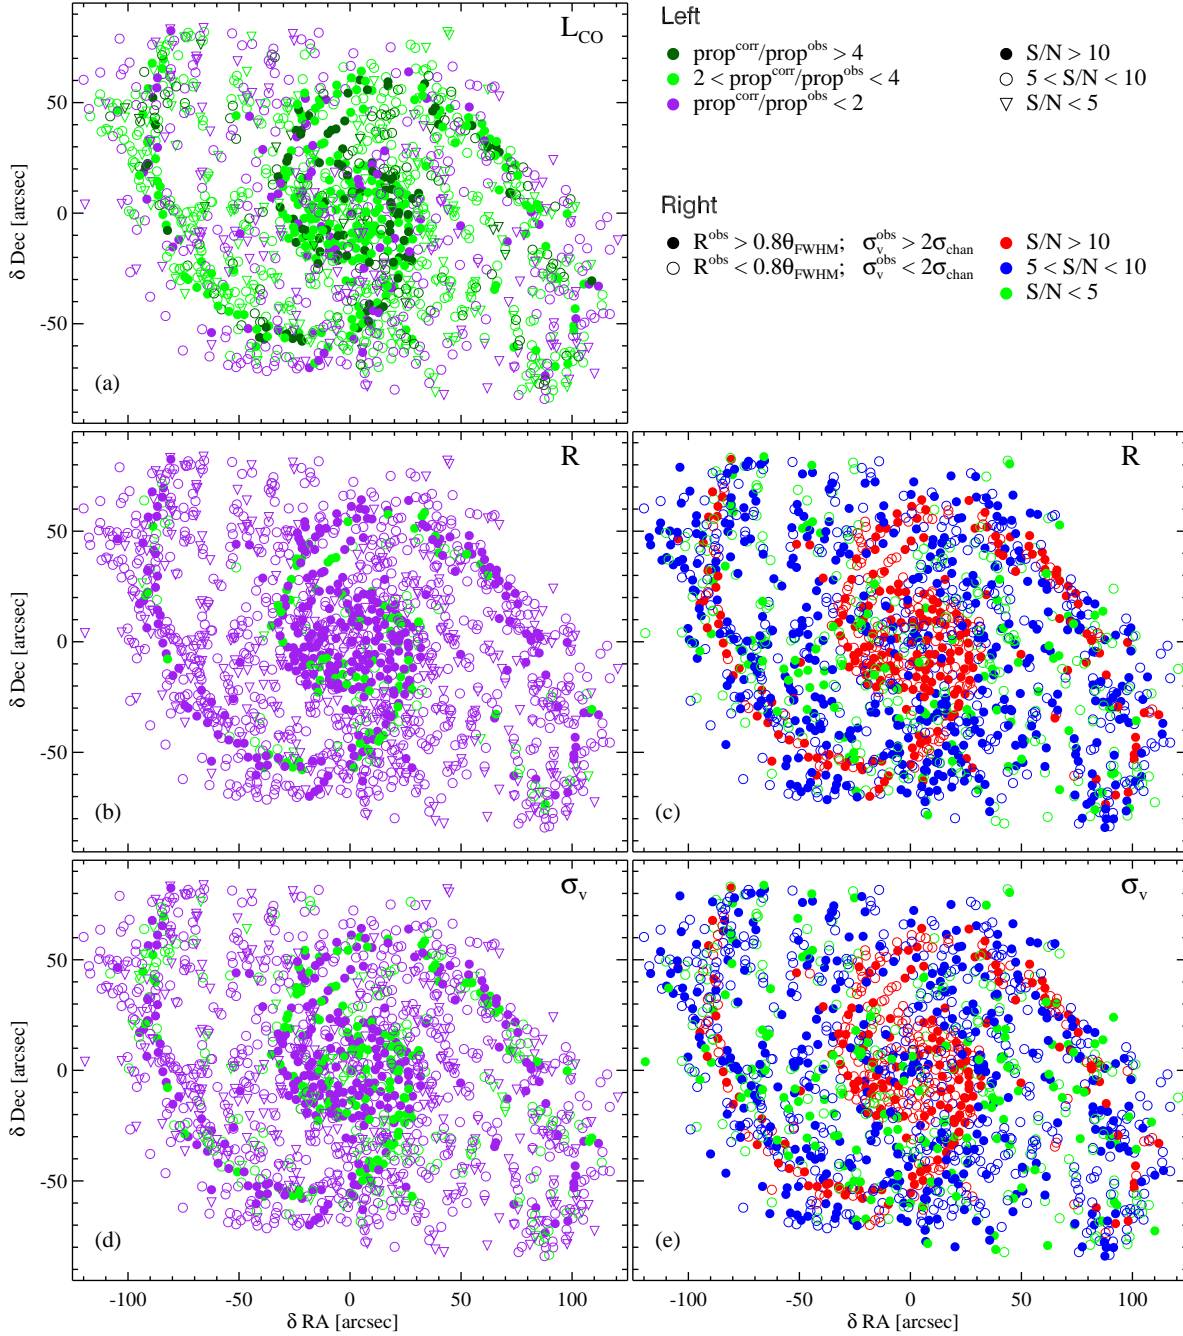 L_CO
50
0
-50
δ Dec [arcsec]
(a)
Left
prop^corr/prop^obs > 4
2 < prop^corr/prop^obs < 4
prop^corr/prop^obs < 2
S/N > 10
5 < S/N < 10
S/N < 5
Right
R^obs > 0.8θ_FWHM; σ_v^obs > 2σ_chan
R^obs < 0.8θ_FWHM; σ_v^obs < 2σ_chan
S/N > 10
5 < S/N < 10
S/N < 5
R
50
0
-50
δ Dec [arcsec]
(b)
R
(c)
σ_v
50
0
-50
δ Dec [arcsec]
(d)
-100 -50 0 50 100
δ RA [arcsec]
σ_v
(e)
-100 -50 0 50 100
δ RA [arcsec]